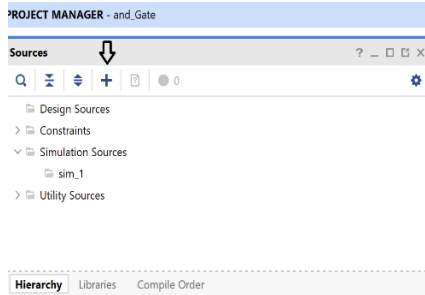 PROJECT MANAGER - and_Gate
Sources
? _ □ X
0
Design Sources
Constraints
Simulation Sources
sim_1
Utility Sources
Hierarchy Libraries Compile Order